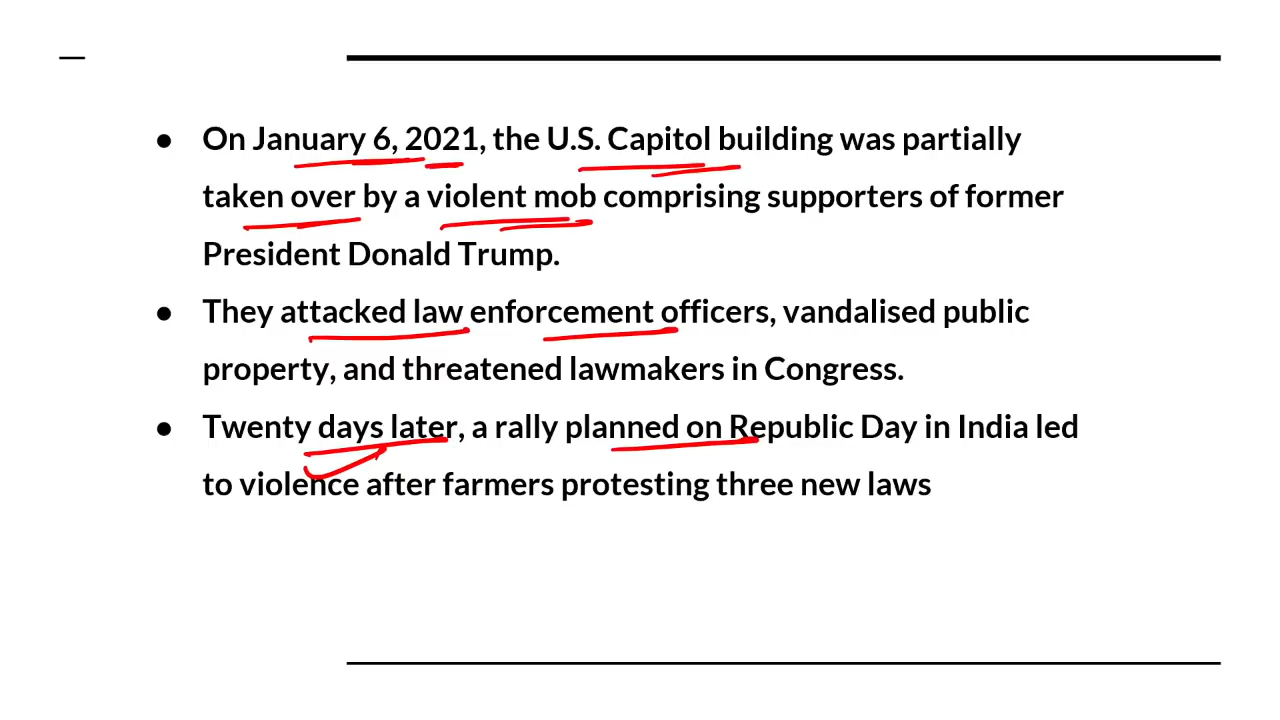 ● On January 6, 2021, the U.S. Capitol building was partially
taken over by a violent mob comprising supporters of former
President Donald Trump.
● They attacked law enforcement officers, vandalised public
property, and threatened lawmakers in Congress.
● Twenty days later, a rally planned on Republic Day in India led
to violence after farmers protesting three new laws